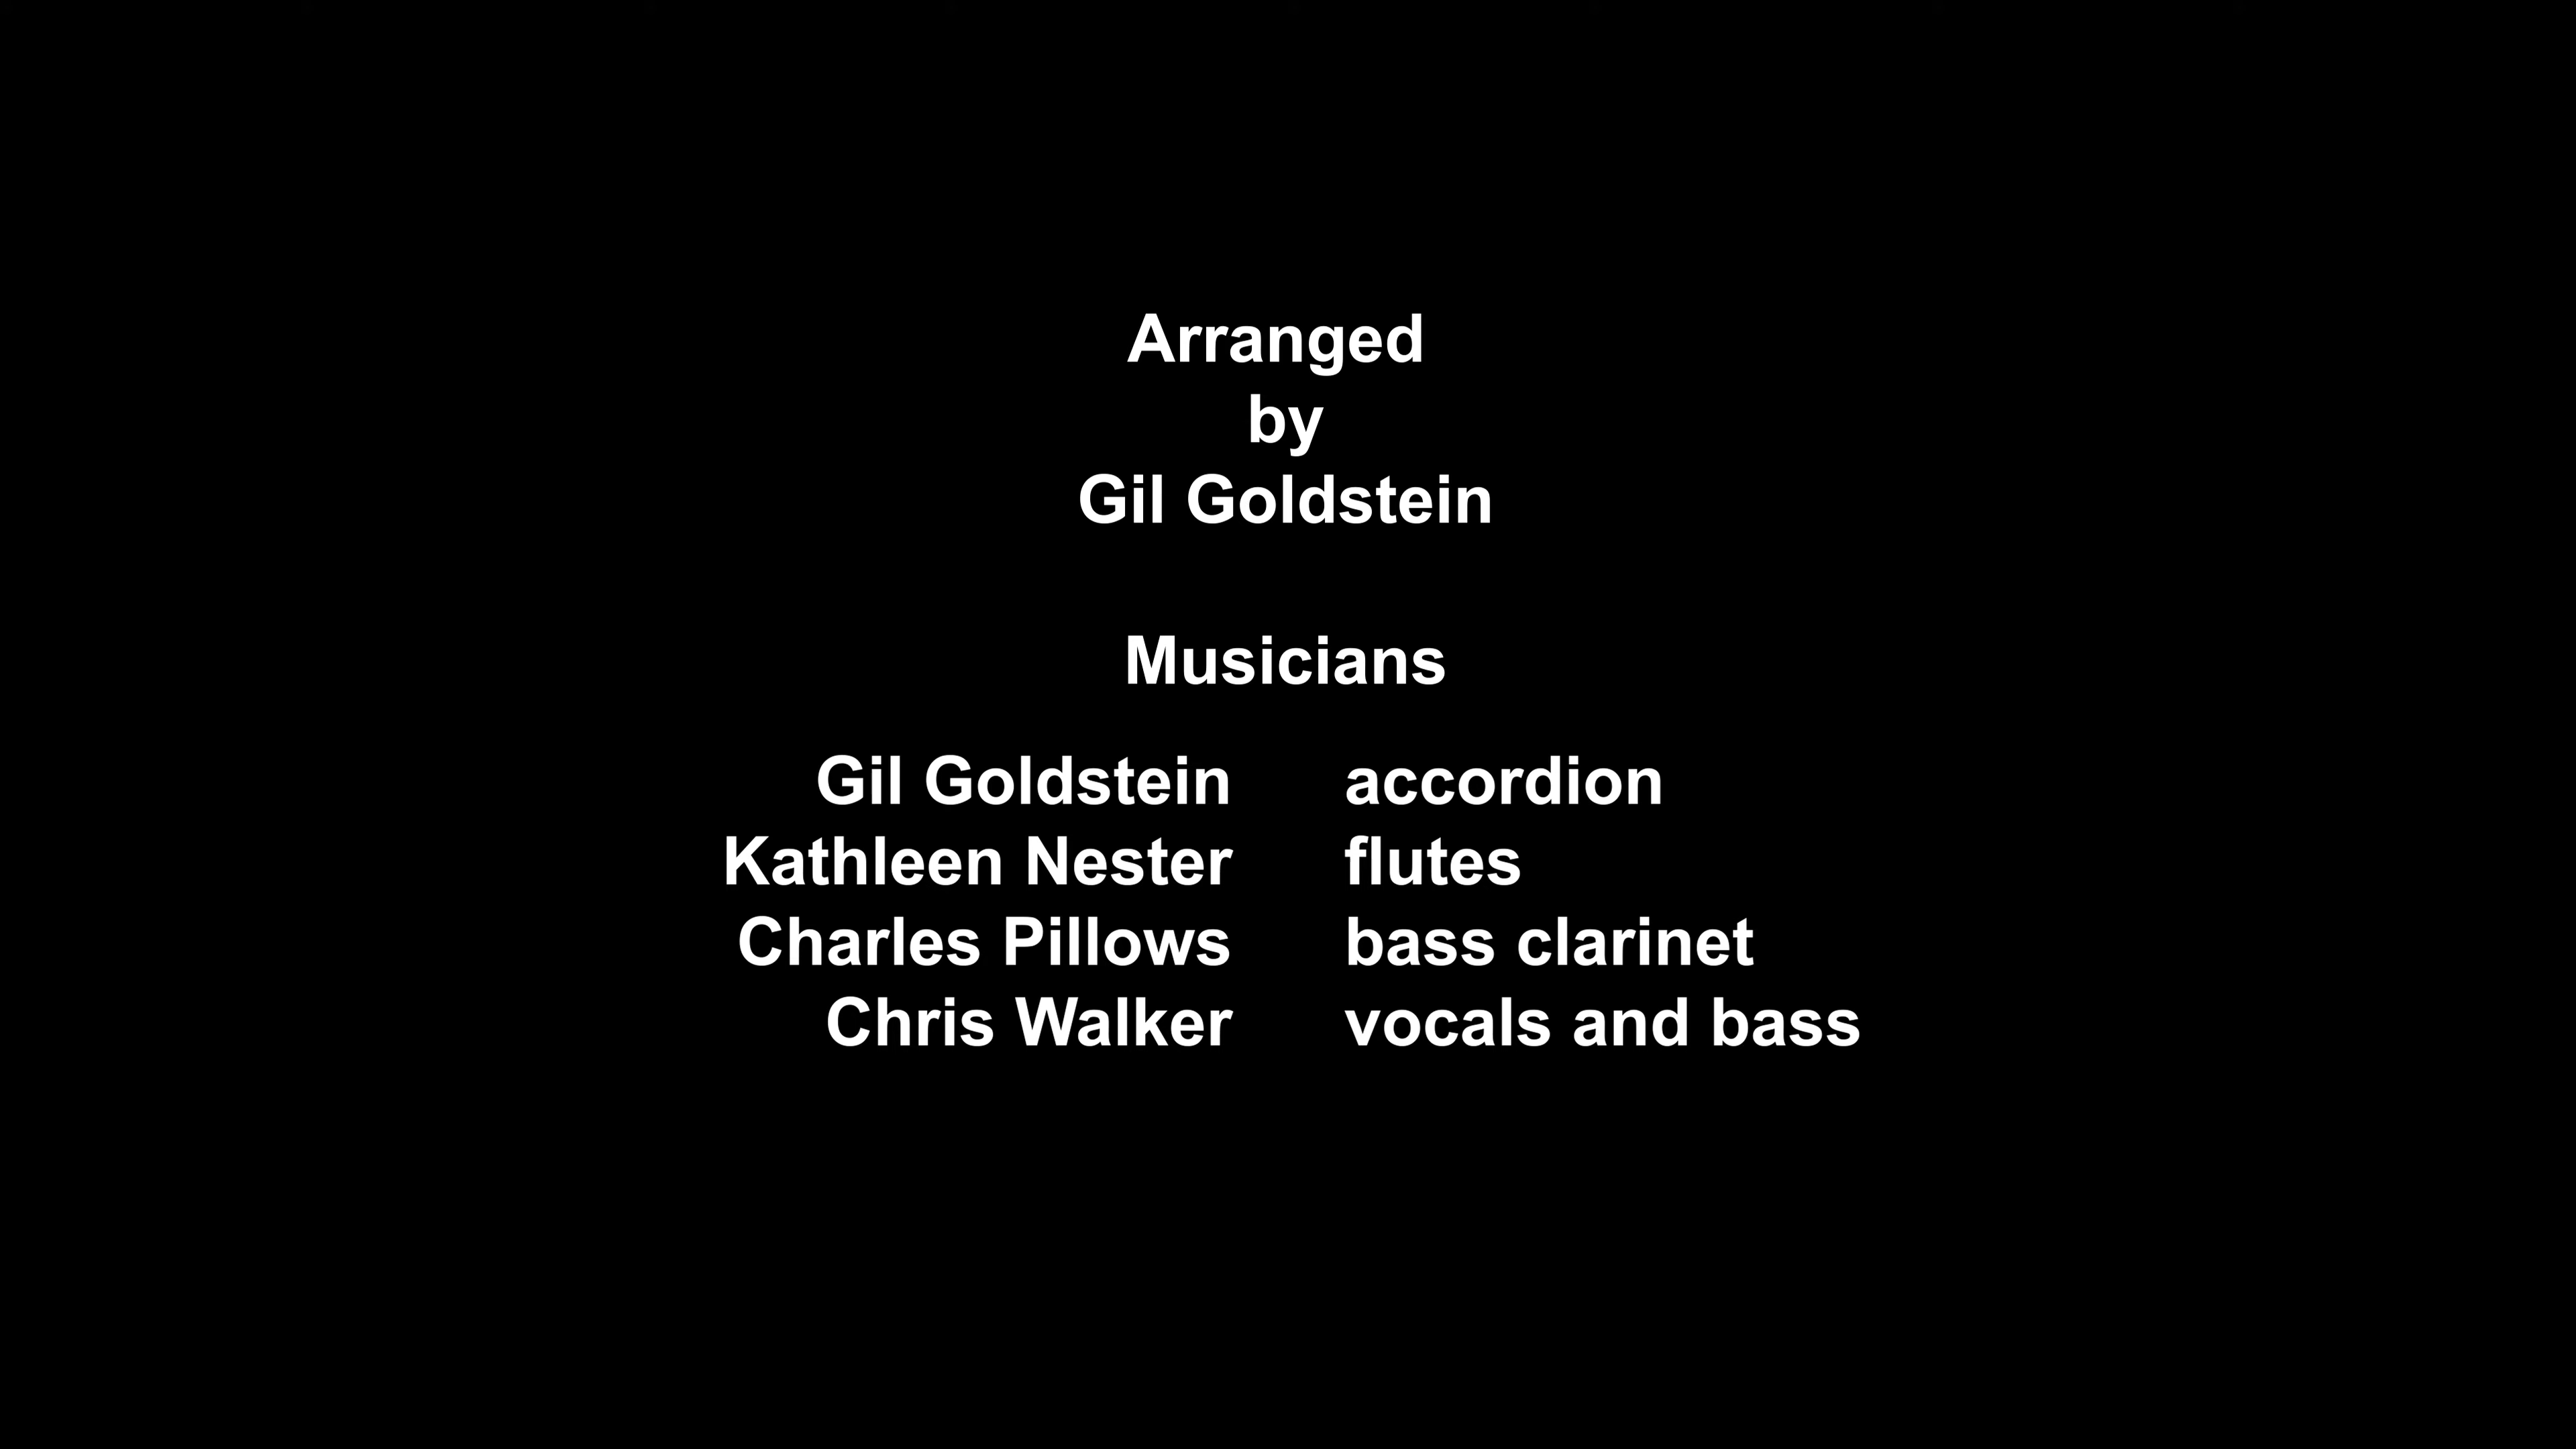 Arranged
by
Gil Goldstein
Musicians
Gil Goldstein accordion
Kathleen Nester flutes
Charles Pillows bass clarinet
Chris Walker vocals and bass